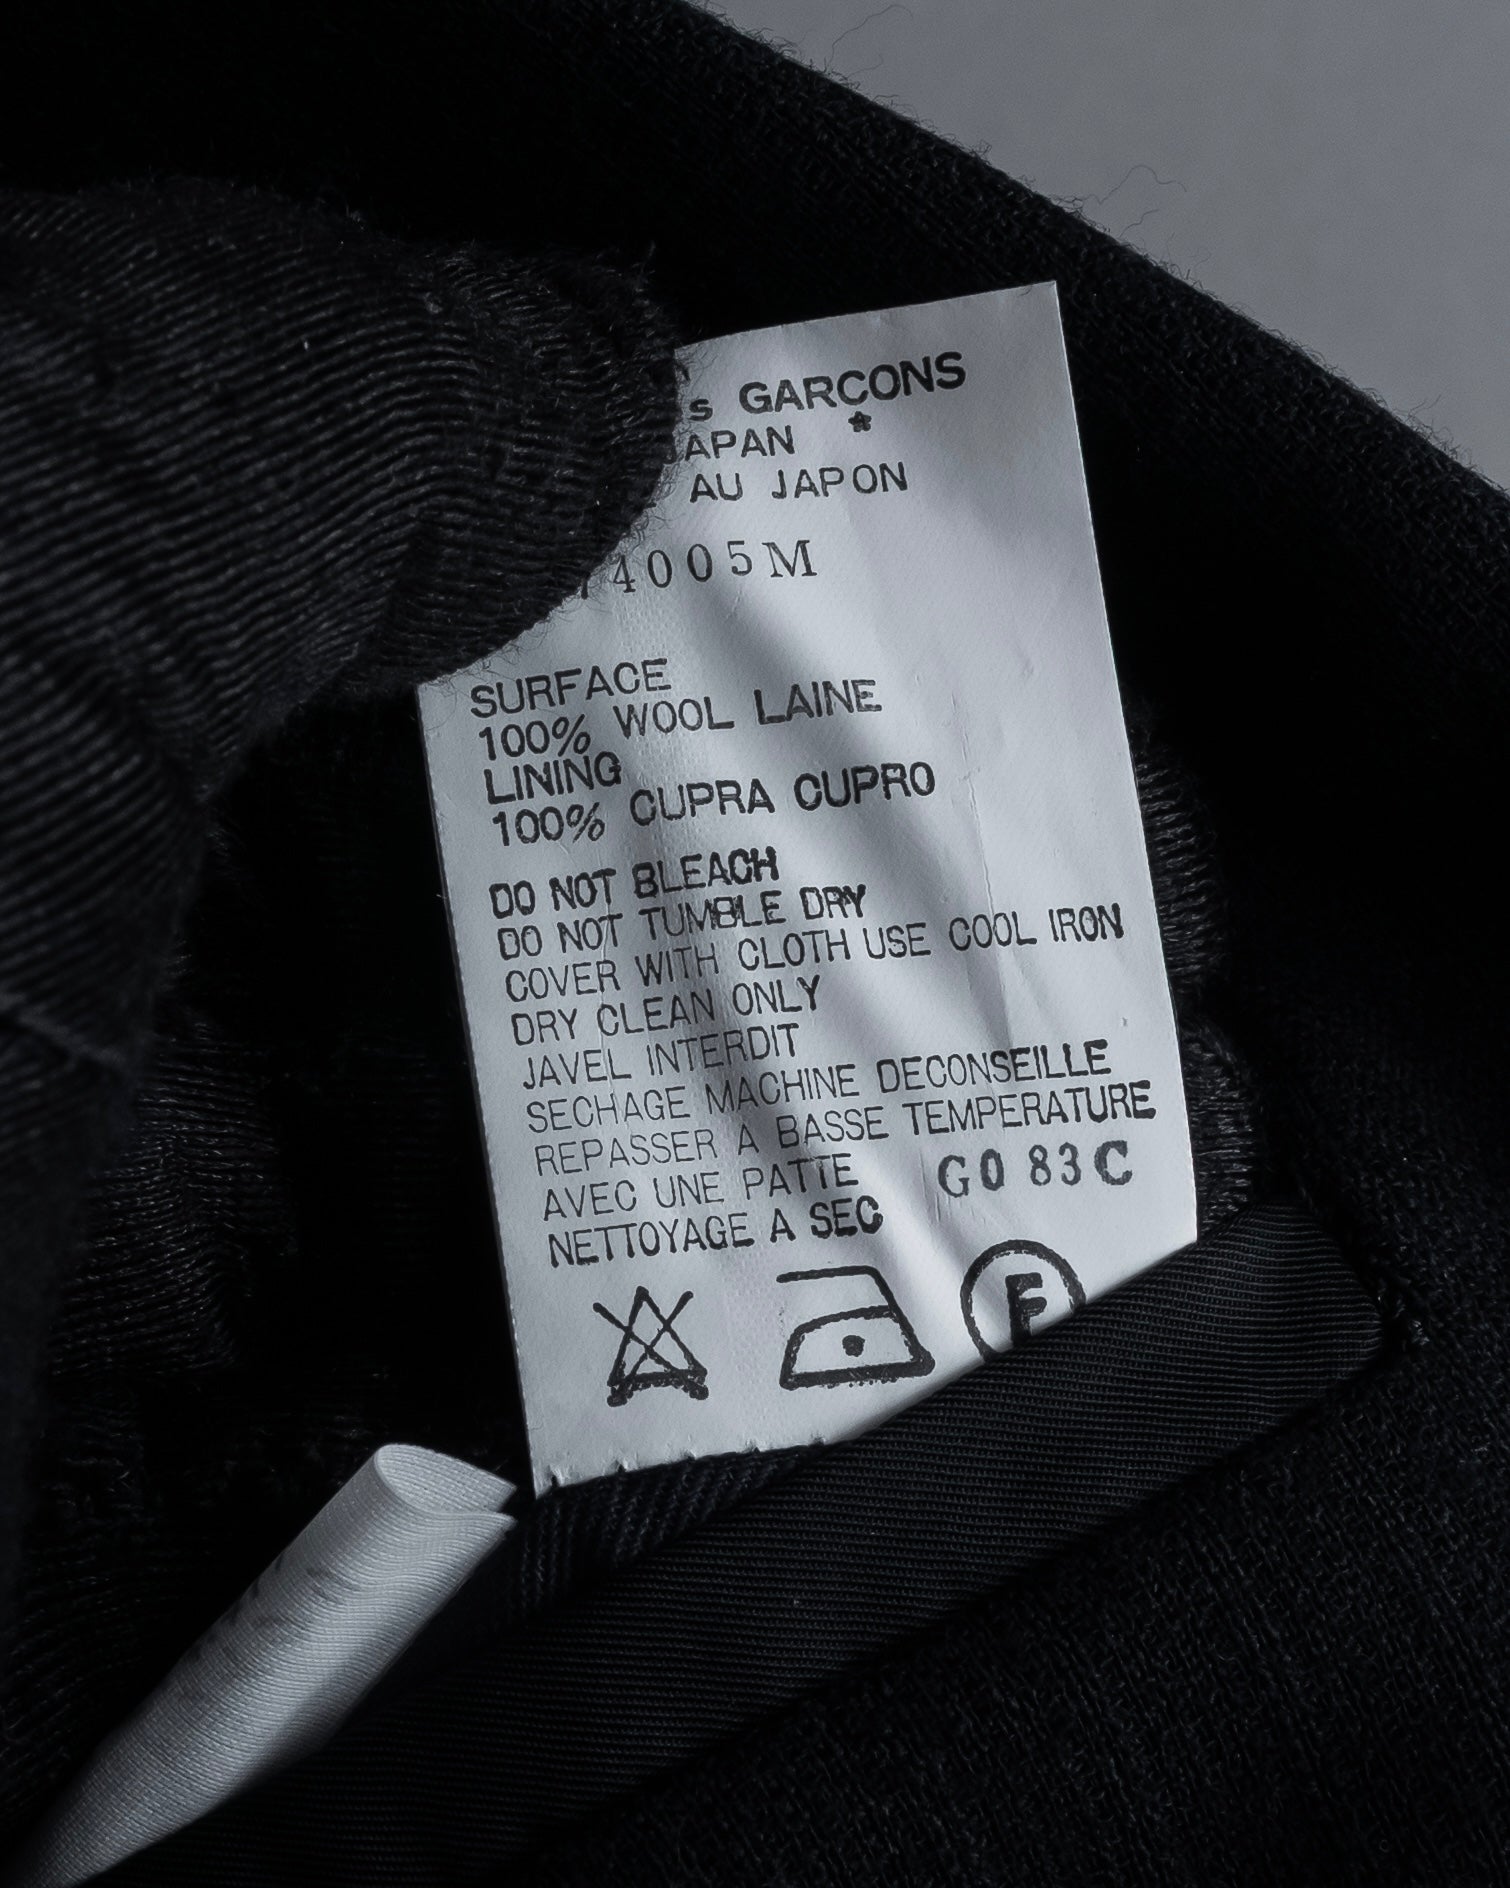 s GARCONS
APAN
AU JAPON
4005M
SURFACE
100% WOOL LAINE
LINING
100% CUPRA CUPRO
DO NOT BLEACH
DO NOT TUMBLE DRY
COVER WITH CLOTH USE COOL IRON
DRY CLEAN ONLY
JAVEL INTERDIT
SECHAGE MACHINE DECONSEILLE
REPASSER A BASSE TEMPERATURE
AVEC UNE PATTE G0 83C
NETTOYAGE A SEC
F